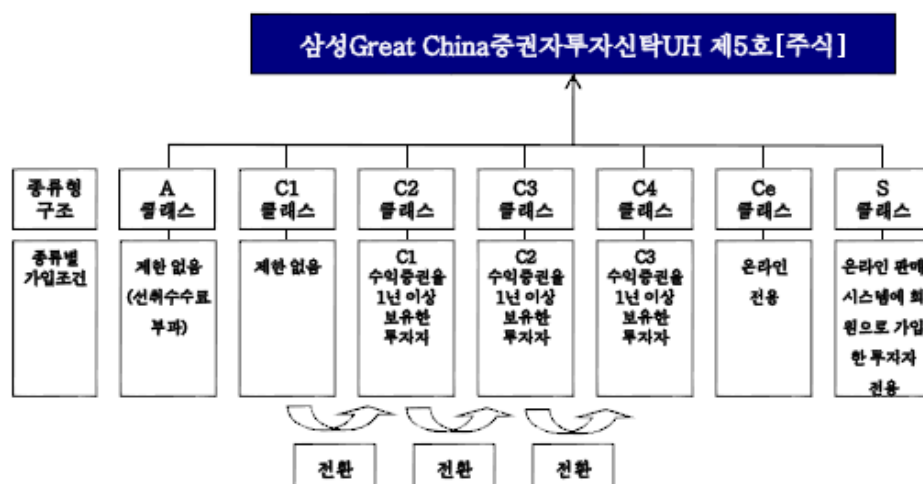 삼성Great China증권자투자신탁UH 제5호[주식]
종류형
구조
A
클래스
C1
클래스
C2
클래스
C3
클래스
C4
클래스
Ce
클래스
S
클래스
종류별
가입조건
제한 없음
(선취수수료
부과)
제한 없음
C1
수익증권을
1년 이상
보유한
투자자
C2
수익증권을
1년 이상
보유한
투자자
C3
수익증권을
1년 이상
보유한
투자자
온라인
전용
온라인 판매
시스템에 회
원으로 가입
한 투자자
전용
전환
전환
전환